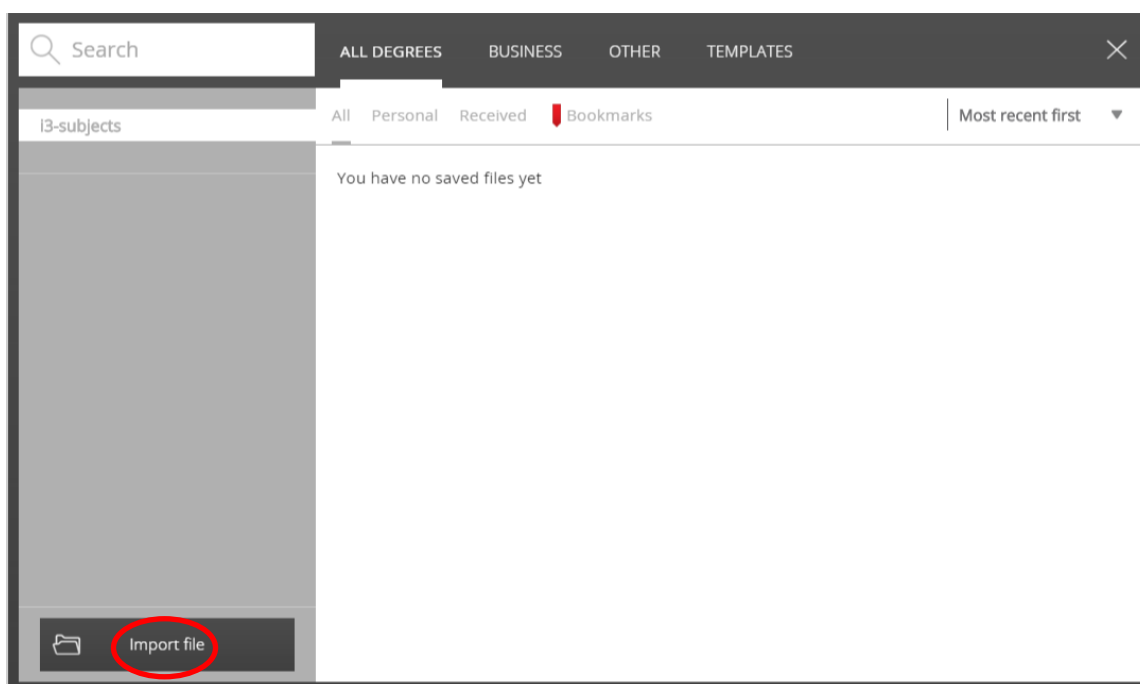 Search
ALL DEGREES BUSINESS OTHER TEMPLATES
i3-subjects
All Personal Received Bookmarks Most recent first
You have no saved files yet
Import file